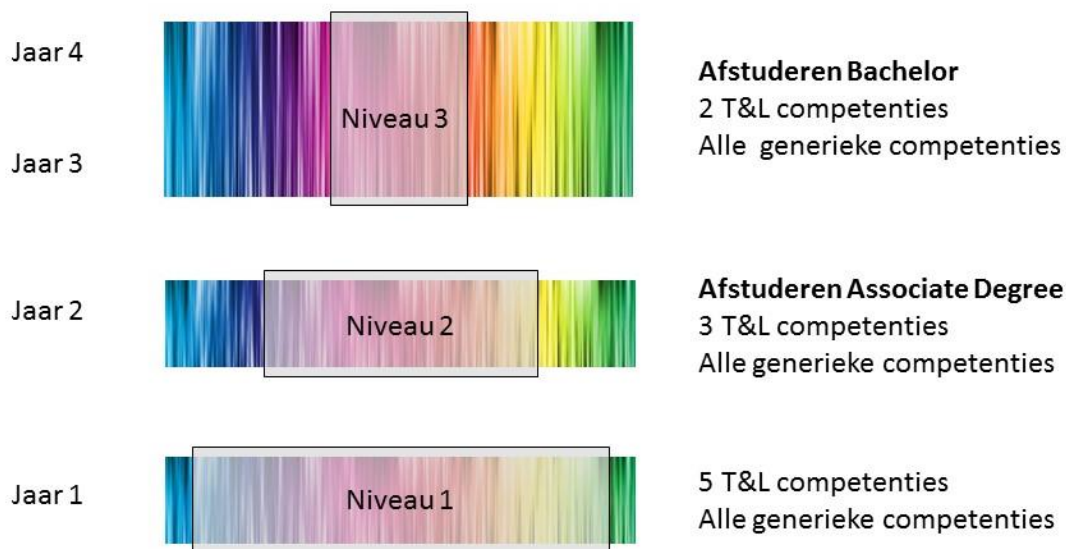 Jaar 4
Jaar 3
Niveau 3
Afstuderen Bachelor
2 T&L competenties
Alle generieke competenties
Jaar 2
Niveau 2
Afstuderen Associate Degree
3 T&L competenties
Alle generieke competenties
Jaar 1
Niveau 1
5 T&L competenties
Alle generieke competenties